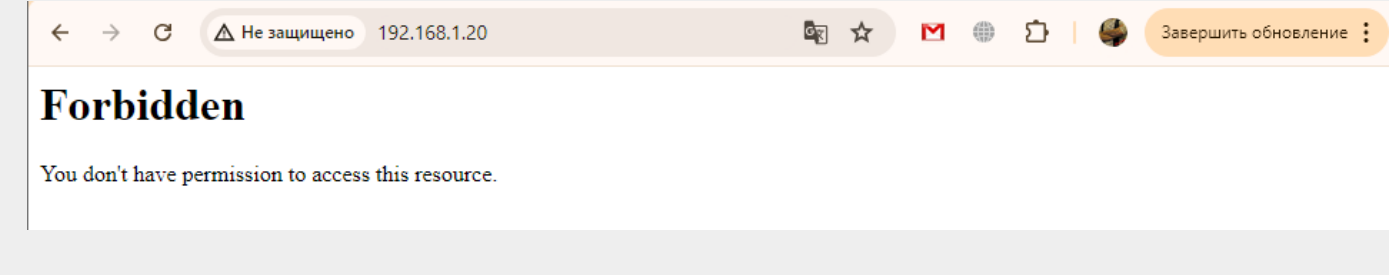 Не защищено 192.168.1.20 Завершить обновление
Forbidden
You don't have permission to access this resource.